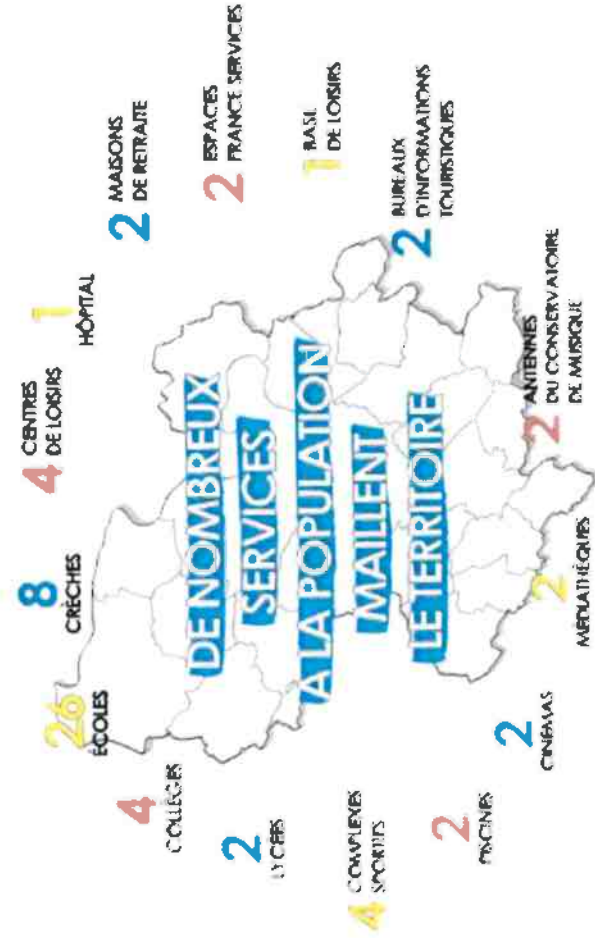 DE NOMBREUX
SERVICES
A LA POPULATION
MAILLENT
LE TERRITOIRE
26
ÉCOLES
8
CRÈCHES
4 CENTRES
DE LOISIRS
1
HÔPITAL
2 MAISONS
DE RETRAITE
2 ESPACES
FRANCE SERVICES
1 BASE
DE LOISIRS
2 BUREAUX
D'INFORMATIONS
TOURISTIQUES
2 ANTENNES
DU CONSERVATOIRE
DE MUSIQUE
2
MÉDIATHÈQUES
2
CINÉMAS
2
PISCINES
4 COMPLEXES
SPORTIFS
2
LYCÉES
4
COLLÈGES